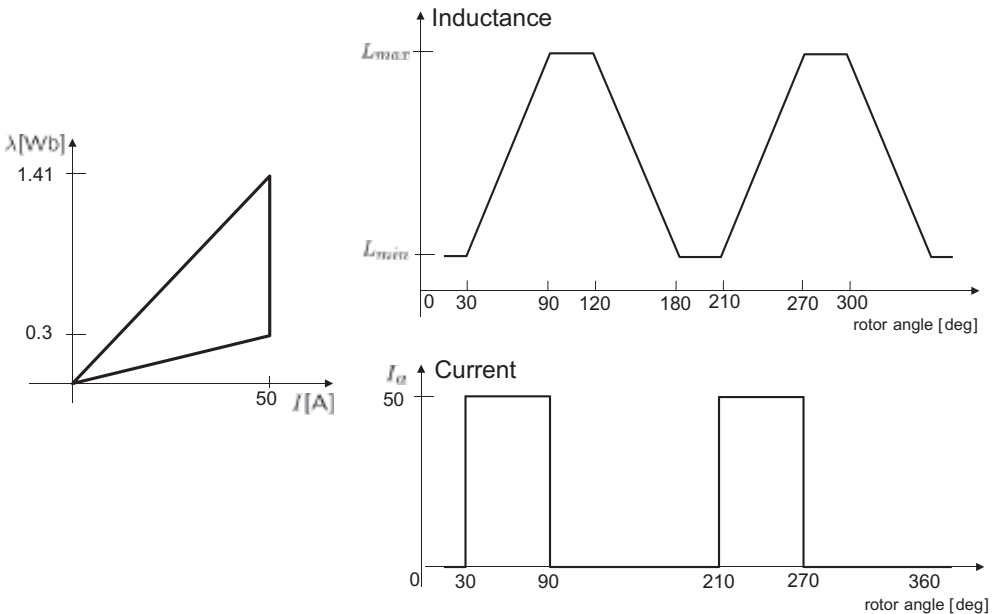 λ[Wb]
1.41
0.3
50 I[A]
Inductance
Lmax
Lmin
0 30 90 120 180 210 270 300
rotor angle [deg]
Ia Current
50
0 30 90 210 270 360
rotor angle [deg]